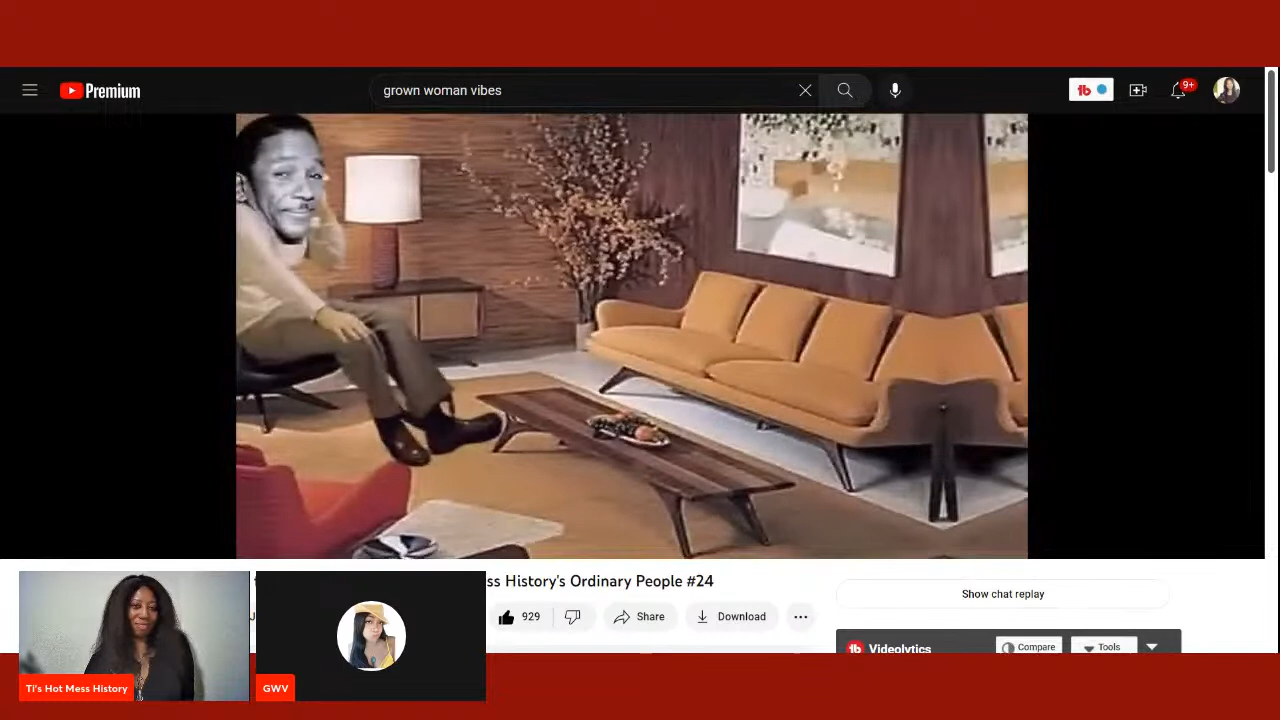 Premium
grown woman vibes
9+
ss History's Ordinary People #24
929
Share
Download
Show chat replay
Videolytics
Compare
Tools
Ti's Hot Mess History
GWV